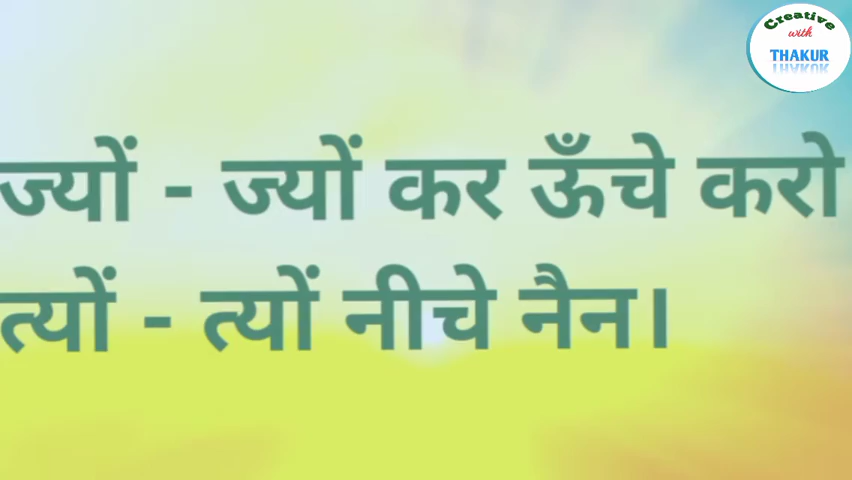 Creative
with
THAKUR
ज्यों - ज्यों कर ऊँचे करो
त्यों - त्यों नीचे नैन।